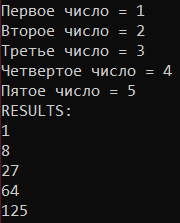 Первое число = 1
Второе число = 2
Третье число = 3
Четвертое число = 4
Пятое число = 5
RESULTS:
1
8
27
64
125